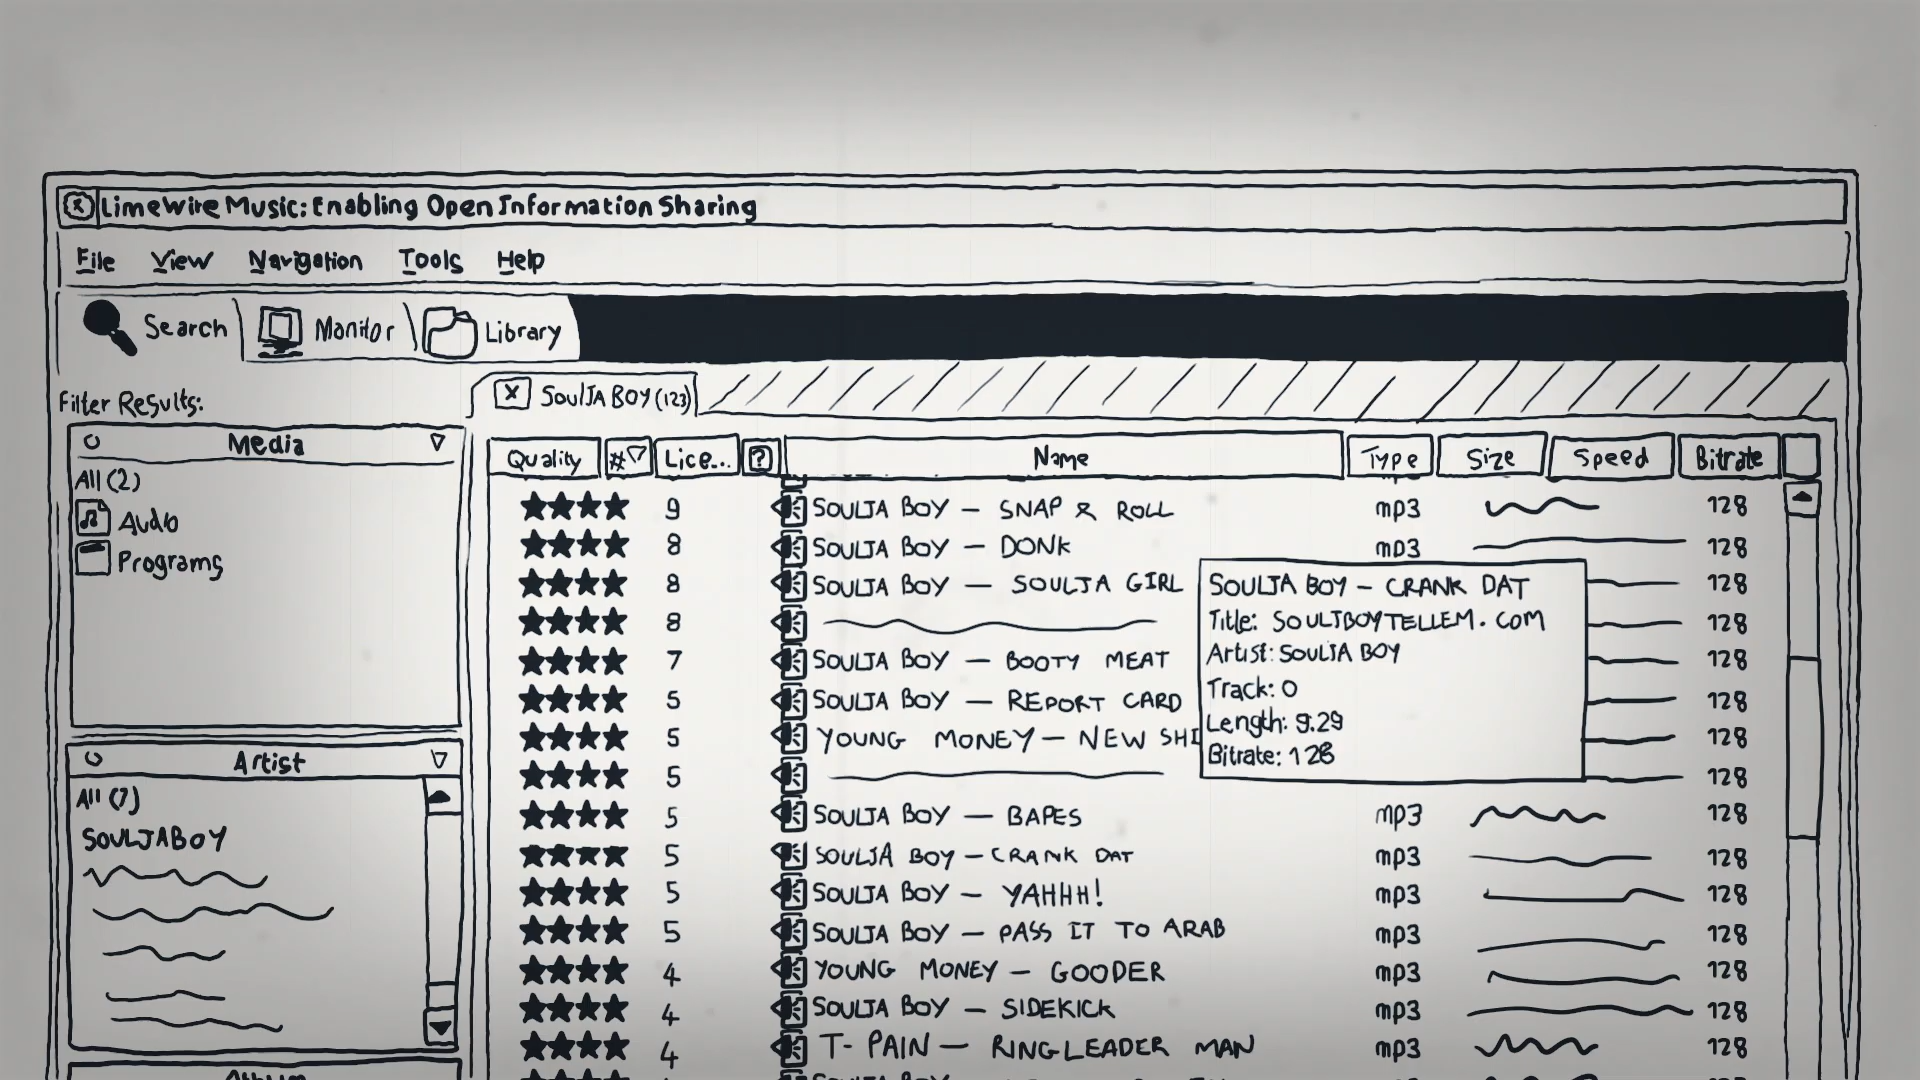 LimeWire Music: Enabling Open Information Sharing
File View Navigation Tools Help
Search Monitor Library
Filter Results:
SOULJA BOY (123)
Media
All (2)
Audio
Programs
Artist
All (7)
SOULJABOY
Quality # Lice... ? Name Type Size Speed Bitrate
9 SOULJA BOY — SNAP & ROLL mp3 128
8 SOULJA BOY — DONK mp3 128
8 SOULJA BOY — SOULJA GIRL 128
8 128
7 SOULJA BOY — BOOTY MEAT 128
5 SOULJA BOY — REPORT CARD 128
5 YOUNG MONEY — NEW SHI 128
5 128
5 SOULJA BOY — BAPES mp3 128
5 SOULJA BOY — CRANK DAT mp3 128
5 SOULJA BOY — YAHHH! mp3 128
5 SOULJA BOY — PASS IT TO ARAB mp3 128
4 YOUNG MONEY — GOODER mp3 128
4 SOULJA BOY — SIDEKICK mp3 128
4 T-PAIN — RINGLEADER MAN mp3 128
SOULJA BOY — CRANK DAT
Title: SOULJBOYTELLEM.COM
Artist: SOULJA BOY
Track: 0
Length: 9:29
Bitrate: 128